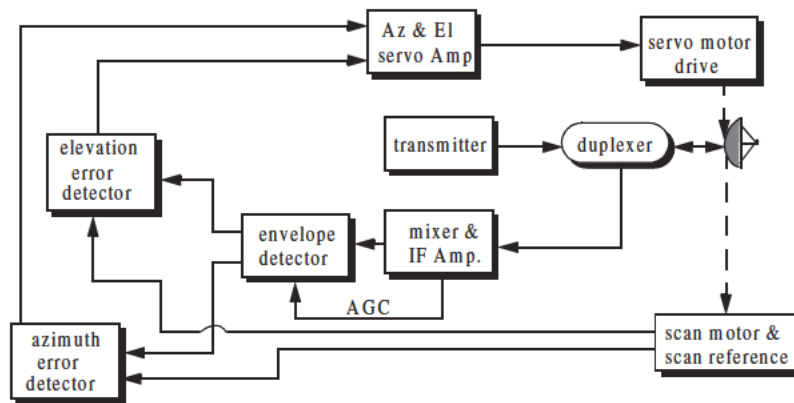 Az & El
servo Amp
servo motor
drive
transmitter
duplexer
elevation
error
detector
envelope
detector
mixer &
IF Amp.
AGC
azimuth
error
detector
scan motor &
scan reference